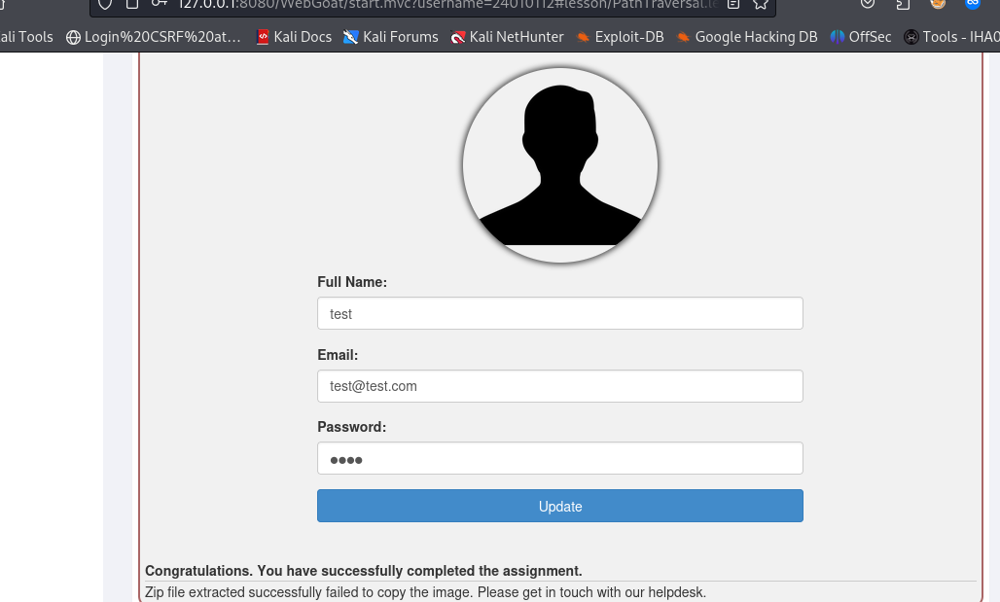 127.0.0.1:8080/WebGoat/start.mvc?username=24010112#lesson/PathTraversal.le
ali Tools Login%20CSRF%20at… Kali Docs Kali Forums Kali NetHunter Exploit-DB Google Hacking DB OffSec Tools - IHA0
Full Name:
test
Email:
test@test.com
Password:
●●●●
Update
Congratulations. You have successfully completed the assignment.
Zip file extracted successfully failed to copy the image. Please get in touch with our helpdesk.